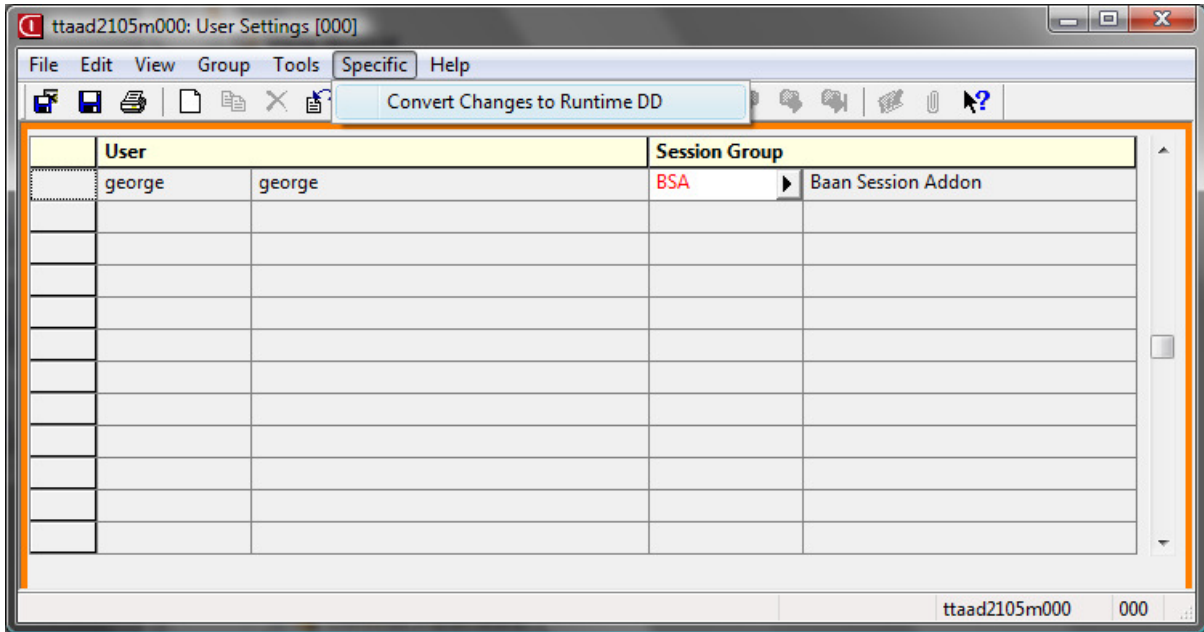 ttaad2105m000: User Settings [000]
File Edit View Group Tools Specific Help
Convert Changes to Runtime DD
User Session Group
george george BSA Baan Session Addon
ttaad2105m000 000